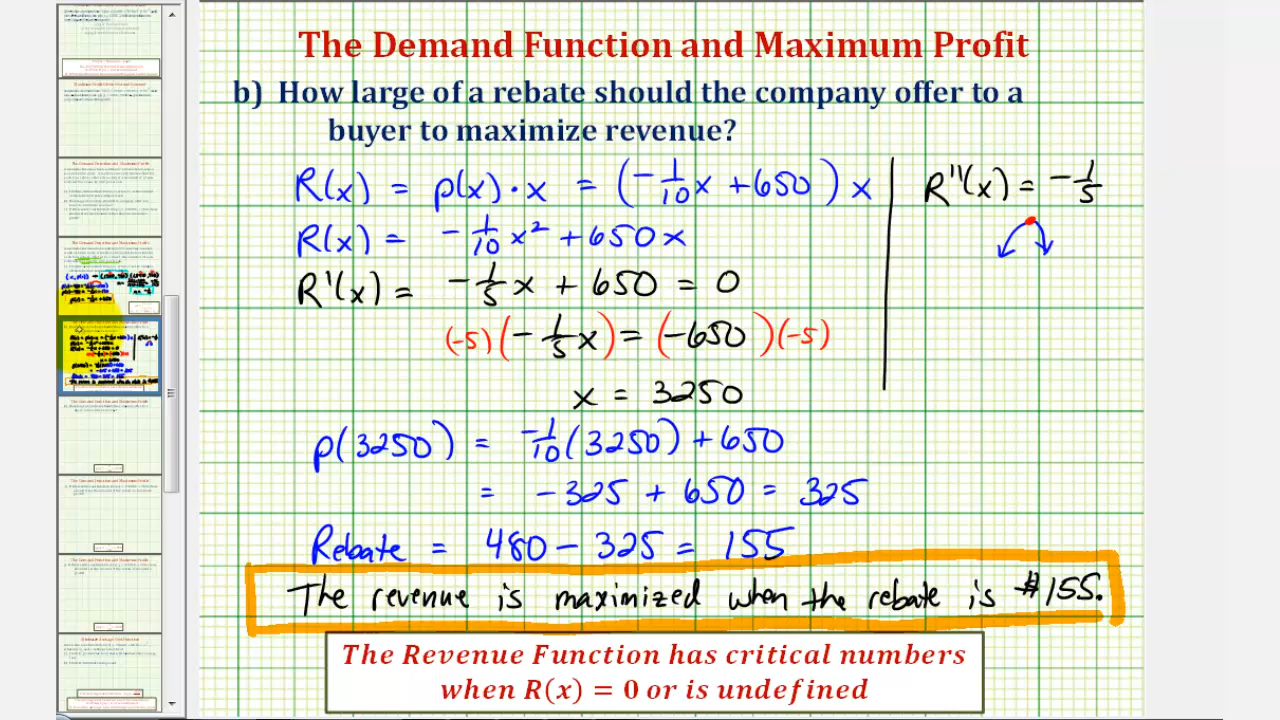 The Demand Function and Maximum Profit
b) How large of a rebate should the company offer to a
buyer to maximize revenue?
R(x) = p(x) · x = (-1/10 x + 650) x
R''(x) = -1/5
R(x) = -1/10 x² + 650x
R'(x) = -1/5 x + 650 = 0
(-5)(-1/5 x) = (-650)(-5)
x = 3250
p(3250) = -1/10 (3250) + 650
= -325 + 650 = 325
Rebate = 480 - 325 = 155
The revenue is maximized when the rebate is $155.
The Revenue Function has critical numbers
when R(x) = 0 or is undefined